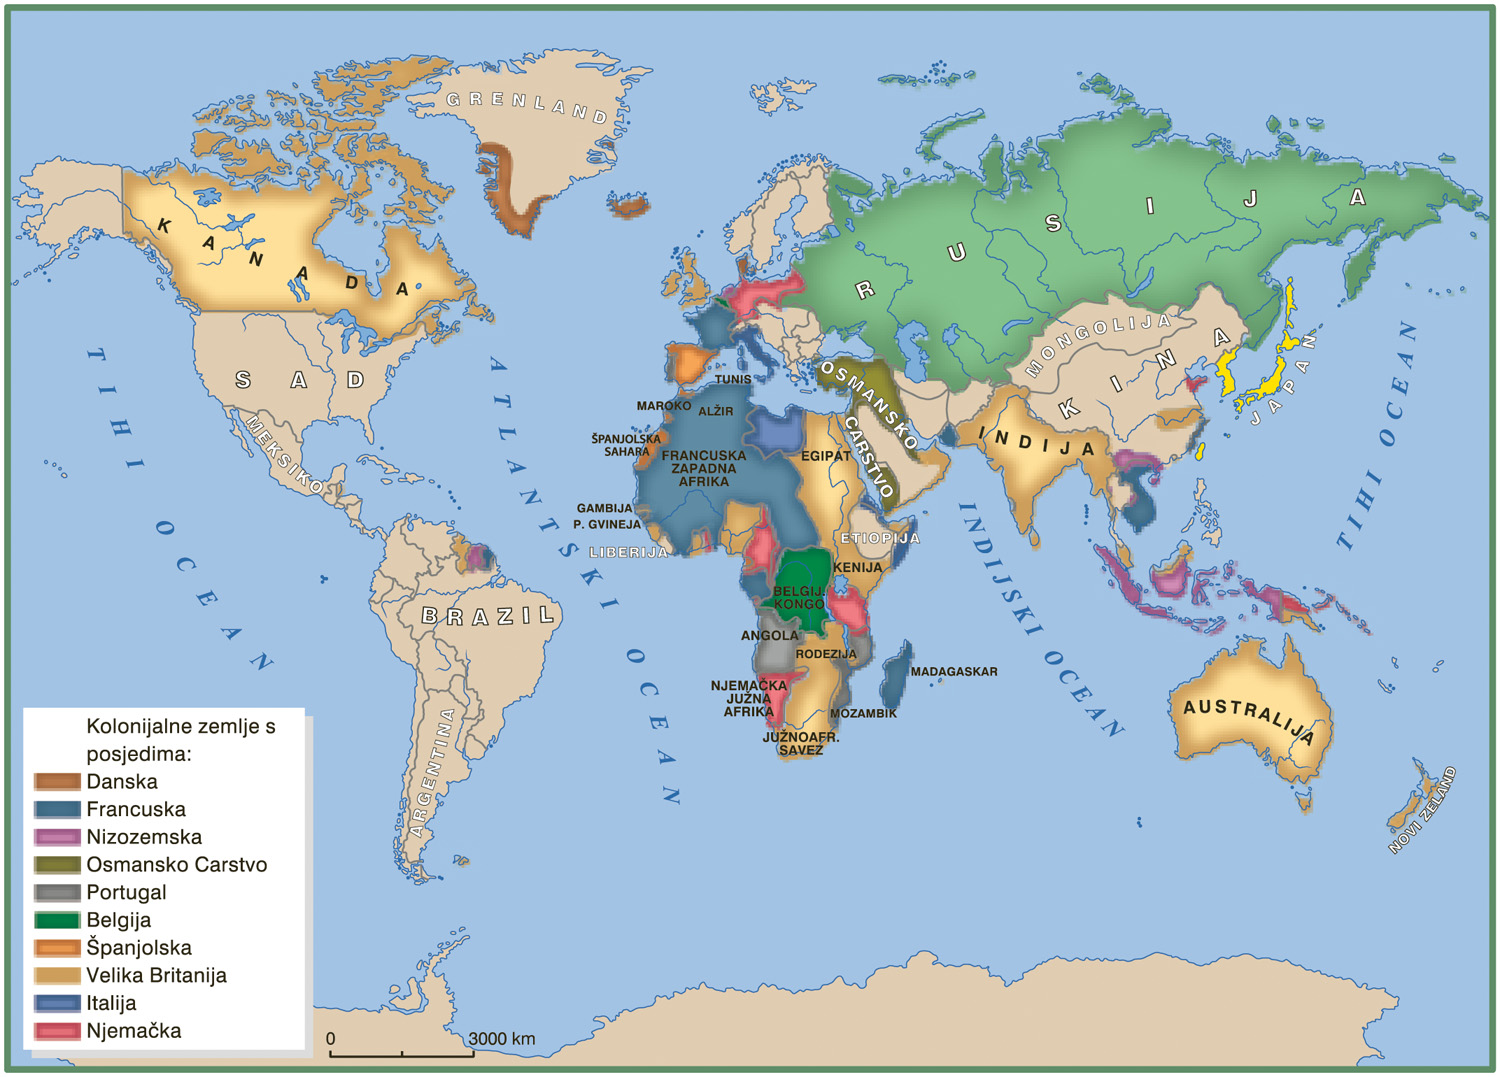 GRENLAND
KANADA
RUSIJA
SAD
MEKSIKO
MONGOLIJA
KINA
JAPAN
TIHI OCEAN
ATLANTSKI OCEAN
TIHI OCEAN
OSMANSKO
CARSTVO
TUNIS
MAROKO
ALŽIR
ŠPANJOLSKA
SAHARA
FRANCUSKA
ZAPADNA
AFRIKA
EGIPAT
INDIJA
GAMBIJA
P. GVINEJA
LIBERIJA
ETIOPIJA
KENIJA
INDIJSKI OCEAN
BELGIJ.
KONGO
BRAZIL
ANGOLA
RODEZIJA
MADAGASKAR
NJEMAČKA
JUŽNA
AFRIKA
MOZAMBIK
JUŽNOAFR.
SAVEZ
AUSTRALIJA
ARGENTINA
NOVI ZELAND
Kolonijalne zemlje s
posjedima:
Danska
Francuska
Nizozemska
Osmansko Carstvo
Portugal
Belgija
Španjolska
Velika Britanija
Italija
Njemačka
0 3000 km